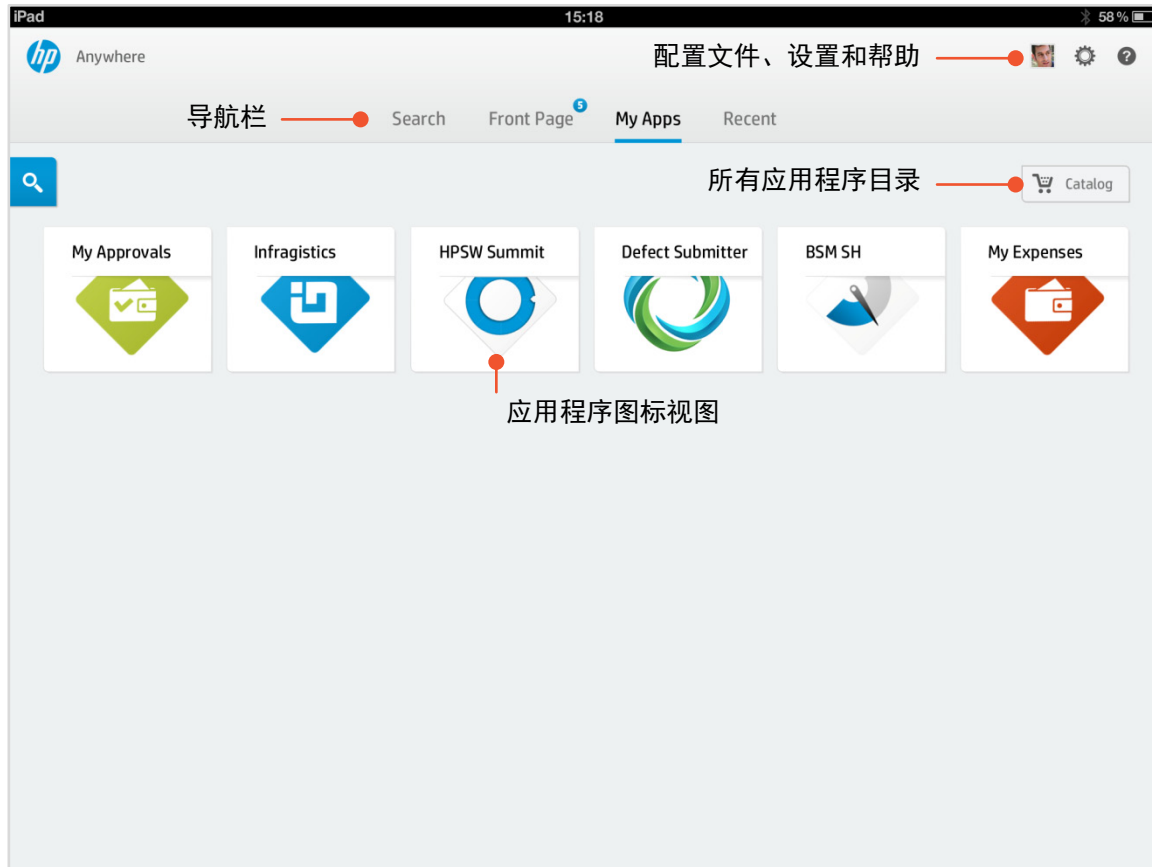 iPad 15:18 58%
hp Anywhere 配置文件、设置和帮助 ?
导航栏 Search Front Page 5 My Apps Recent
所有应用程序目录 Catalog
My Approvals Infragistics HPSW Summit Defect Submitter BSM SH My Expenses
应用程序图标视图